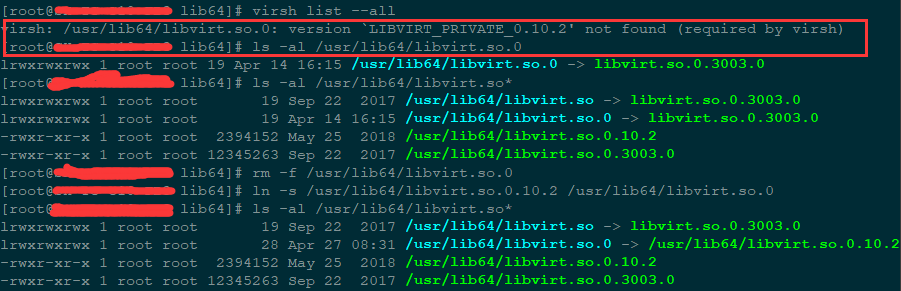 [root@ lib64]# virsh list --all
virsh: /usr/lib64/libvirt.so.0: version `LIBVIRT_PRIVATE_0.10.2' not found (required by virsh)
[root@ lib64]# ls -al /usr/lib64/libvirt.so.0
lrwxrwxrwx 1 root root 19 Apr 14 16:15 /usr/lib64/libvirt.so.0 -> libvirt.so.0.3003.0
[root@ lib64]# ls -al /usr/lib64/libvirt.so*
lrwxrwxrwx 1 root root 19 Sep 22 2017 /usr/lib64/libvirt.so -> libvirt.so.0.3003.0
lrwxrwxrwx 1 root root 19 Apr 14 16:15 /usr/lib64/libvirt.so.0 -> libvirt.so.0.3003.0
-rwxr-xr-x 1 root root 2394152 May 25 2018 /usr/lib64/libvirt.so.0.10.2
-rwxr-xr-x 1 root root 12345263 Sep 22 2017 /usr/lib64/libvirt.so.0.3003.0
[root@ lib64]# rm -f /usr/lib64/libvirt.so.0
[root@ lib64]# ln -s /usr/lib64/libvirt.so.0.10.2 /usr/lib64/libvirt.so.0
[root@ lib64]# ls -al /usr/lib64/libvirt.so*
lrwxrwxrwx 1 root root 19 Sep 22 2017 /usr/lib64/libvirt.so -> libvirt.so.0.3003.0
lrwxrwxrwx 1 root root 28 Apr 27 08:31 /usr/lib64/libvirt.so.0 -> /usr/lib64/libvirt.so.0.10.2
-rwxr-xr-x 1 root root 2394152 May 25 2018 /usr/lib64/libvirt.so.0.10.2
-rwxr-xr-x 1 root root 12345263 Sep 22 2017 /usr/lib64/libvirt.so.0.3003.0